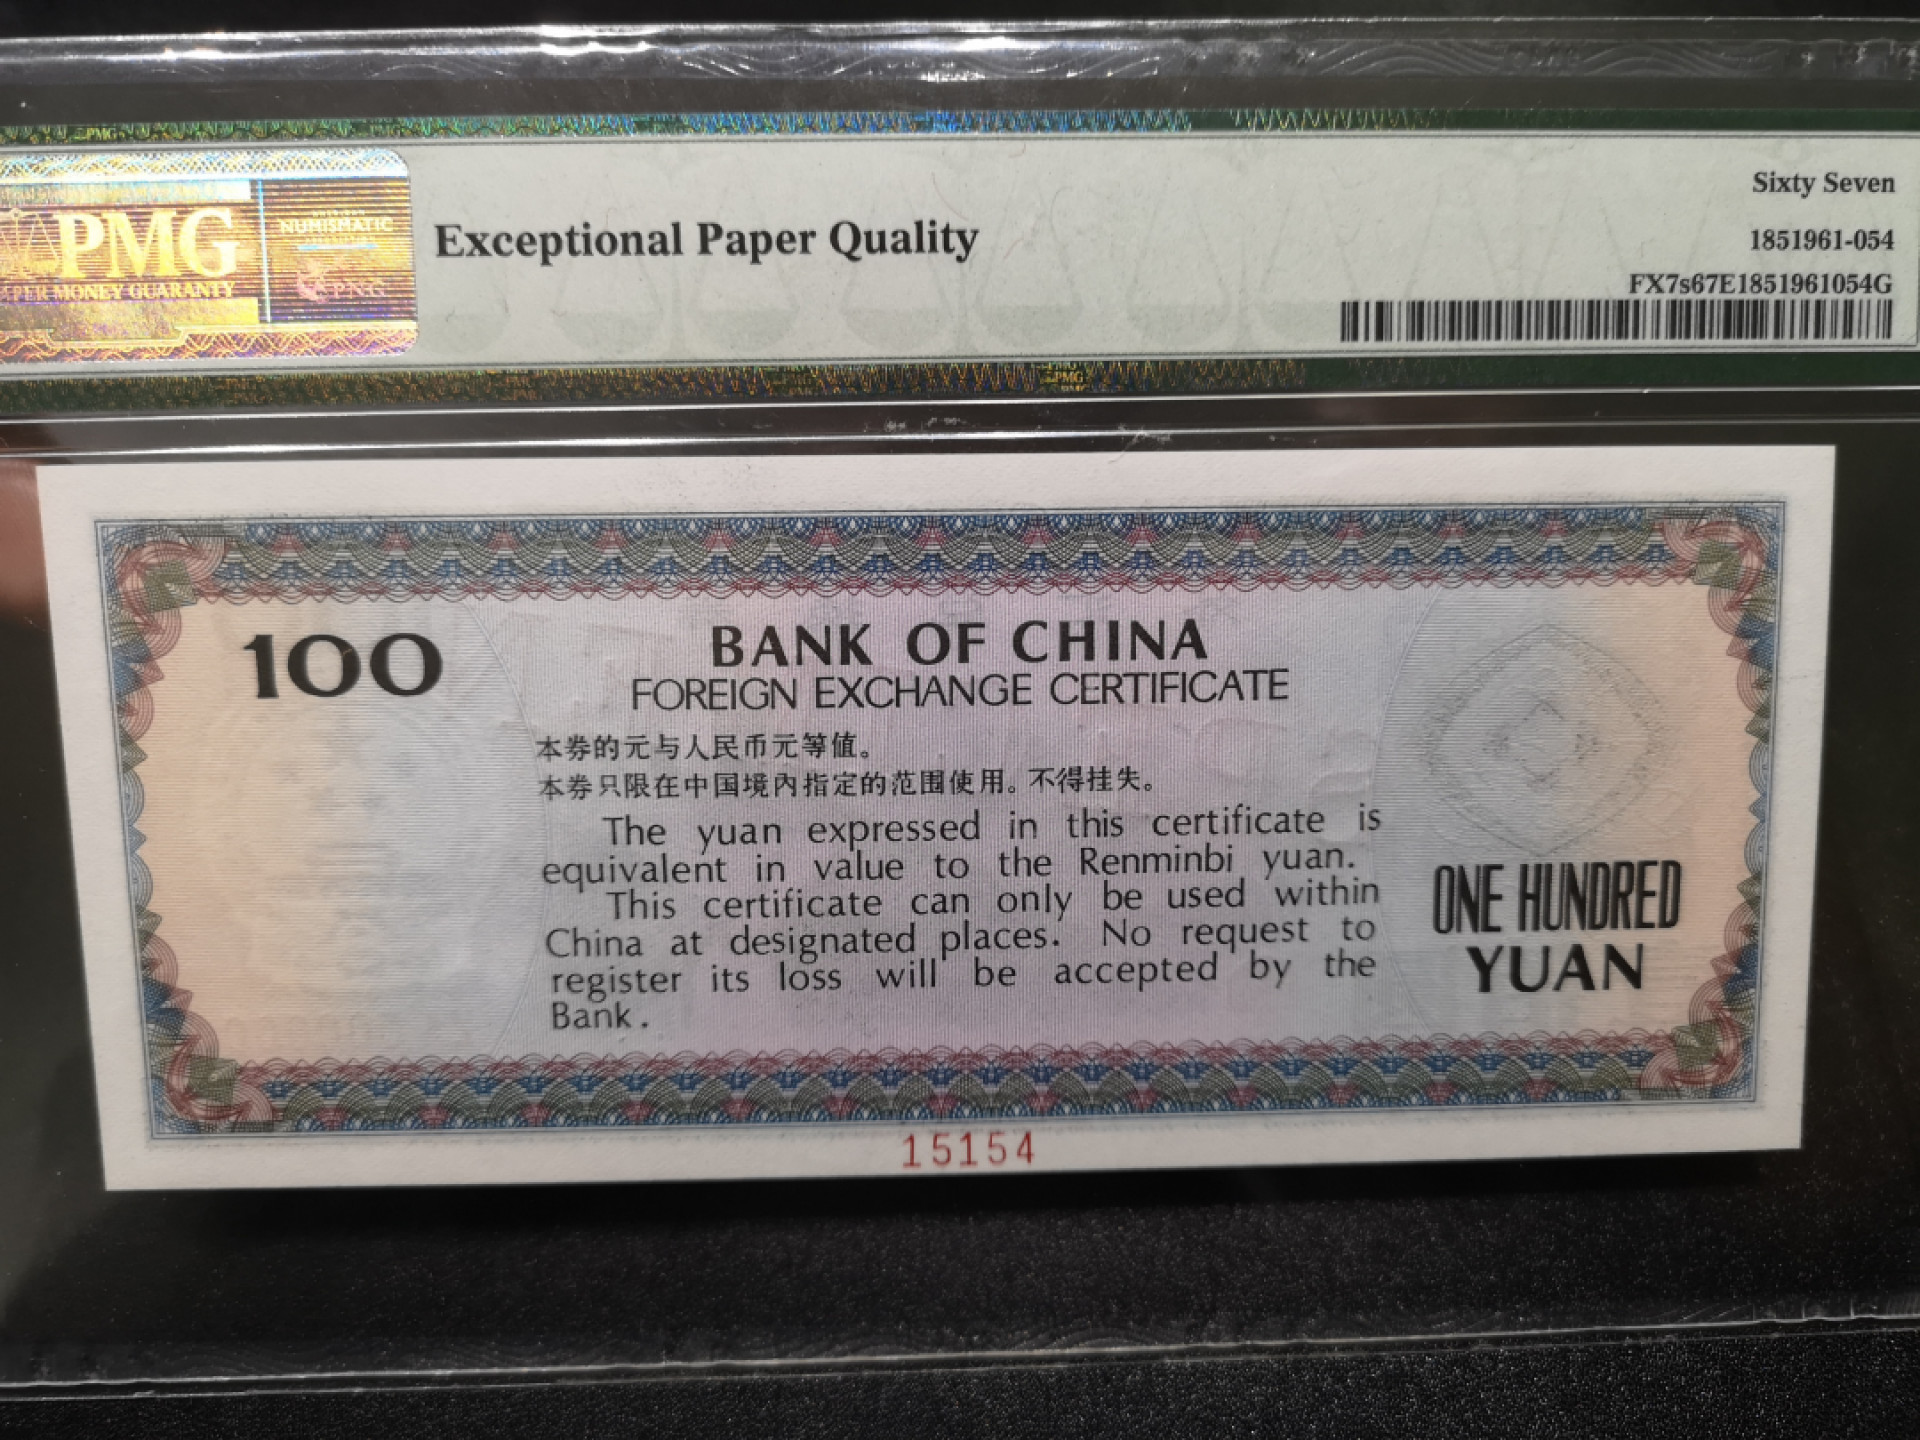 PMG
NUMISMATIC
PNG
PAPER MONEY GUARANTY
Exceptional Paper Quality
Sixty Seven
1851961-054
FX7s67E1851961054G
100
BANK OF CHINA
FOREIGN EXCHANGE CERTIFICATE
本券的元与人民币元等值。
本券只限在中国境内指定的范围使用。不得挂失。
The yuan expressed in this certificate is
equivalent in value to the Renminbi yuan.
This certificate can only be used within
China at designated places. No request to
register its loss will be accepted by the
Bank.
ONE HUNDRED
YUAN
15154